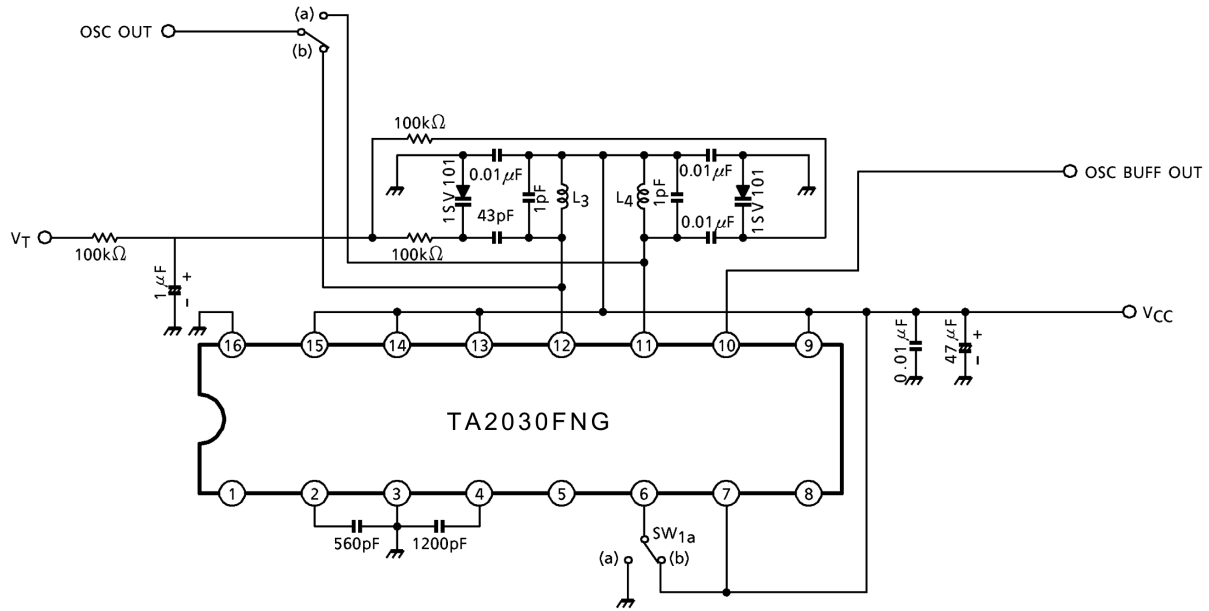 (a)
OSC OUT
(b)
100kΩ
0.01μF
0.01μF
1SV101
1pF
L3
L4
1pF
1SV101
OSC BUFF OUT
43pF
0.01μF
VT
100kΩ
100kΩ
1μF
+
-
VCC
0.01μF
47μF
+
-
16
15
14
13
12
11
10
9
TA2030FNG
1
2
3
4
5
6
7
8
560pF
1200pF
SW1a
(a)
(b)